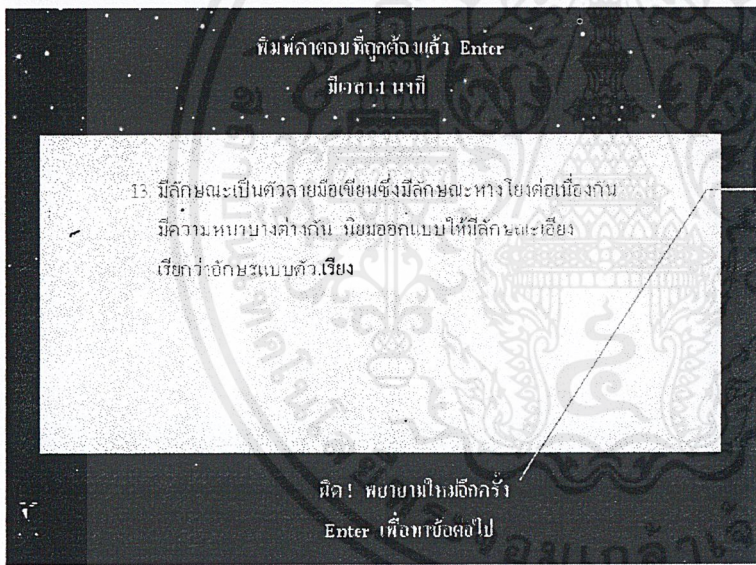 พิมพ์คำตอบที่ถูกต้องแล้ว Enter
มีเวลา 1 นาที
13. มีลักษณะเป็นตัวลายมือเขียนซึ่งมีลักษณะหางโยงต่อเนื่องกัน
มีความหนาบางต่างกัน นิยมออกแบบให้มีลักษณะเอียง
เรียกว่าอักษรแบบตัว.เรียง
ผิด! พยายามใหม่อีกครั้ง
Enter เพื่อทำข้อต่อไป